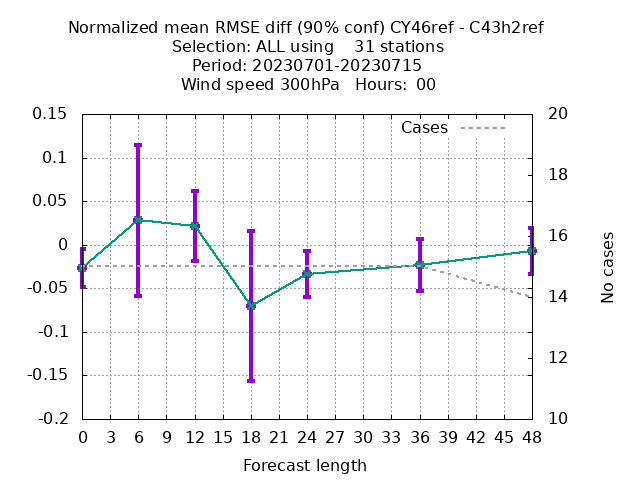 Normalized mean RMSE diff (90% conf) CY46ref - C43h2ref
Selection: ALL using    31 stations
Period: 20230701-20230715
Wind speed 300hPa   Hours:  00
0.15
0.1
0.05
0
-0.05
-0.1
-0.15
-0.2
Cases
20
18
16
14
12
10
No cases
0 3 6 9 12 15 18 21 24 27 30 33 36 39 42 45 48
Forecast length